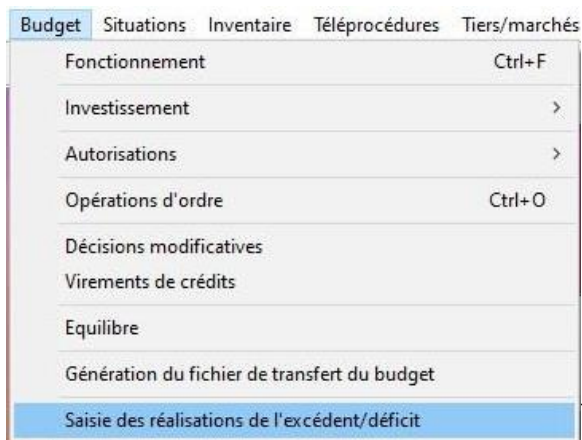 Budget Situations Inventaire Téléprocédures Tiers/marchés
Fonctionnement Ctrl+F
Investissement >
Autorisations >
Opérations d'ordre Ctrl+O
Décisions modificatives
Virements de crédits
Equilibre
Génération du fichier de transfert du budget
Saisie des réalisations de l'excédent/déficit